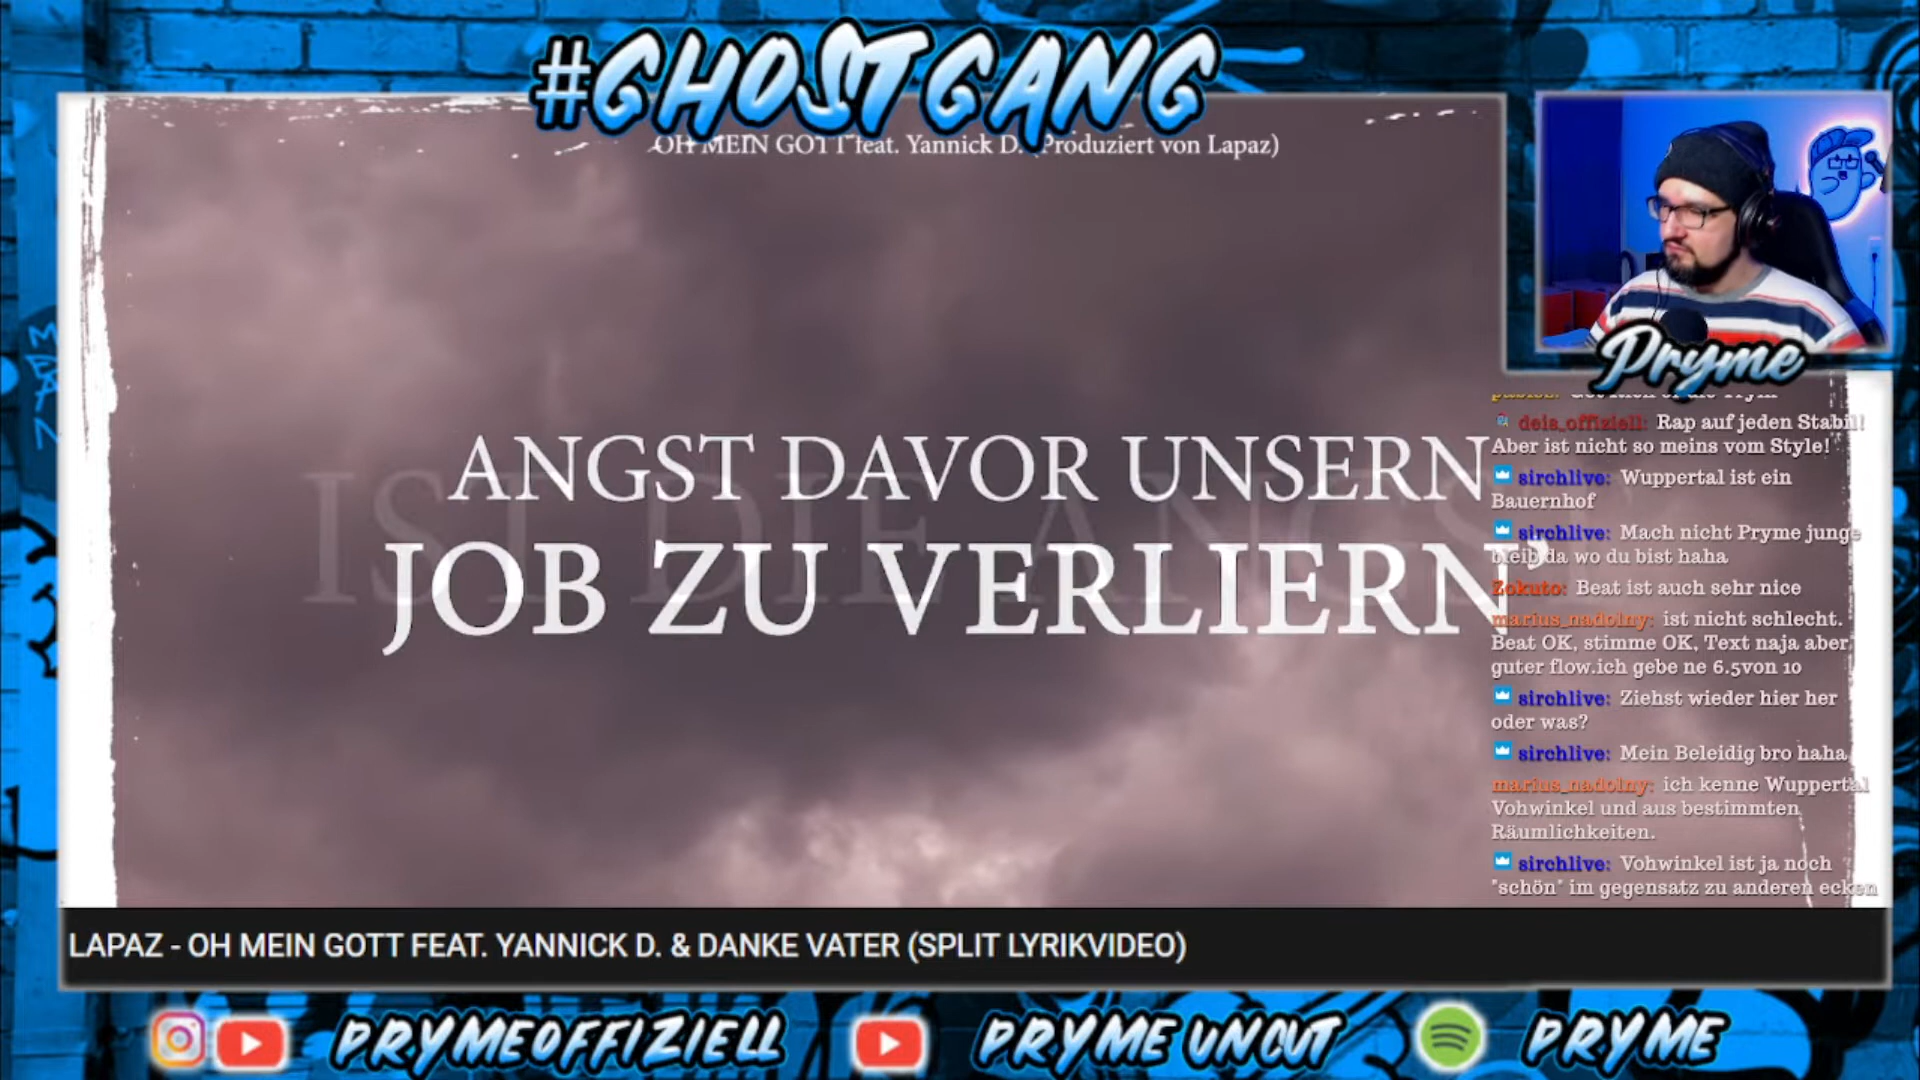 #GHOSTGANG
OH MEIN GOTT feat. Yannick D. (Produziert von Lapaz)
Pryme
ANGST DAVOR UNSERN
IST DIE ANGS
JOB ZU VERLIERN'
deis_offiziell: Rap auf jeden Stabil!
Aber ist nicht so meins vom Style!
sirchlive: Wuppertal ist ein
Bauernhof
sirchlive: Mach nicht Pryme junge
bleib da wo du bist haha
Zokuto: Beat ist auch sehr nice
marius_nadolny: ist nicht schlecht.
Beat OK, stimme OK, Text naja aber
guter flow.ich gebe ne 6.5von 10
sirchlive: Ziehst wieder hier her
oder was?
sirchlive: Mein Beleidig bro haha
marius_nadolny: ich kenne Wuppertal
Vohwinkel und aus bestimmten
Räumlichkeiten.
sirchlive: Vohwinkel ist ja noch
"schön" im gegensatz zu anderen ecken
LAPAZ - OH MEIN GOTT FEAT. YANNICK D. & DANKE VATER (SPLIT LYRIKVIDEO)
PRYMEOFFIZIELL
PRYME UNCUT
PRYME